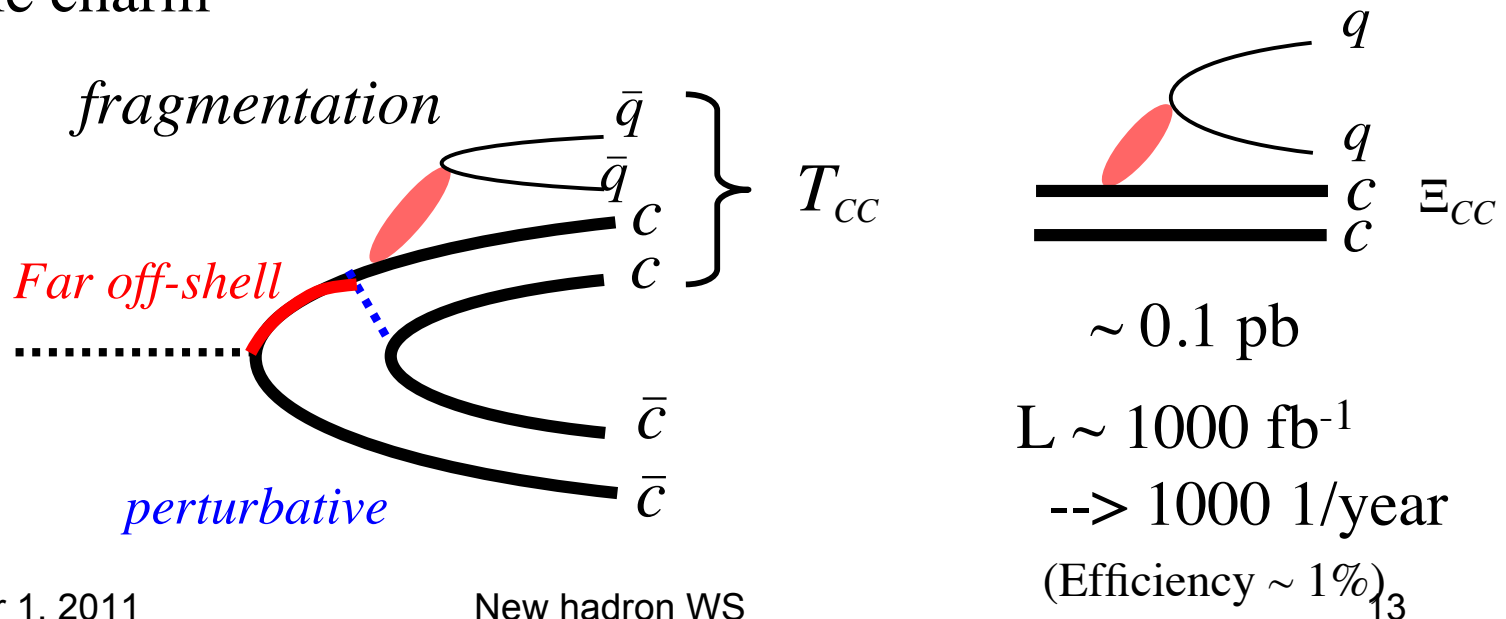 fragmentation
q̄
q̄
c
c
T_CC
Far off-shell
c̄
c̄
perturbative
q
q
c
c
Ξ_CC
~ 0.1 pb
L ~ 1000 fb⁻¹
--> 1000 1/year
(Efficiency ~ 1%)
1, 2011
New hadron WS
13